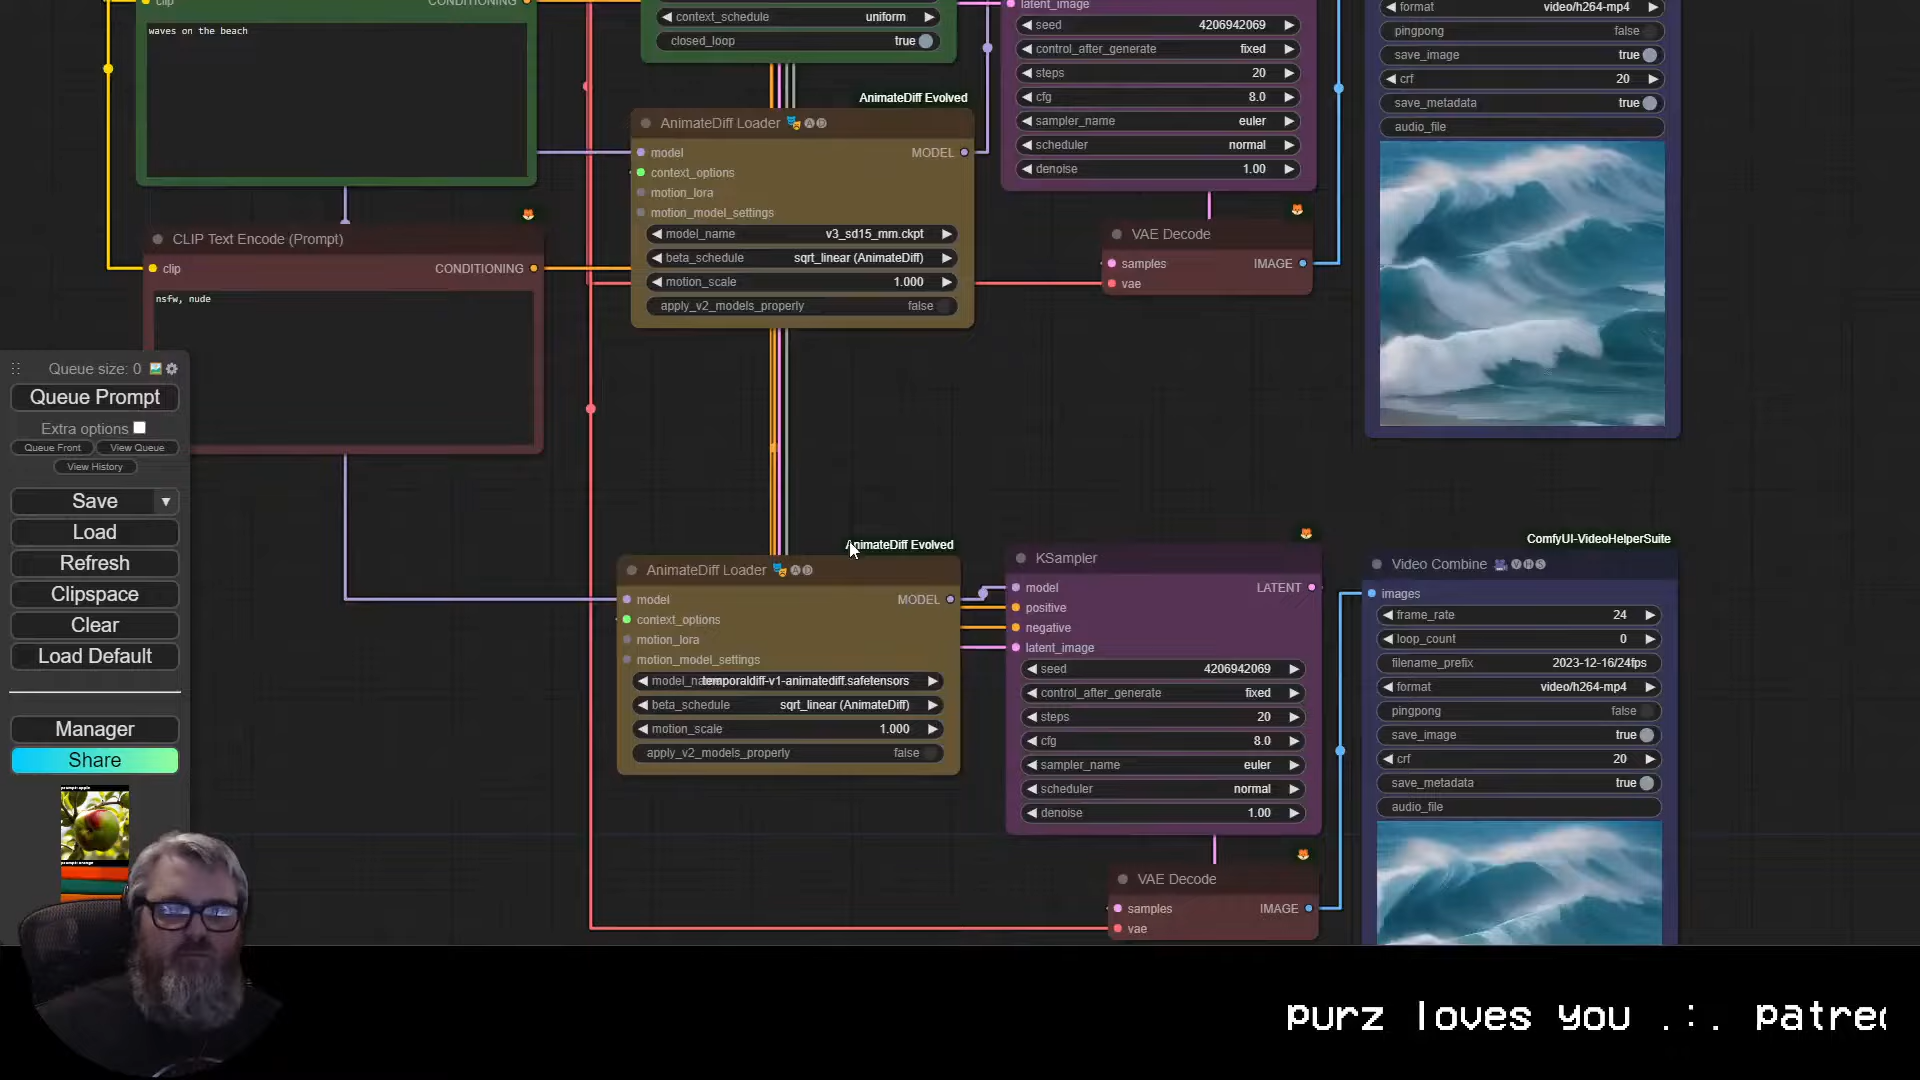 clip
CONDITIONING
waves on the beach
context_schedule
uniform
closed_loop
true
latent_image
seed
4206942069
control_after_generate
fixed
steps
20
cfg
8.0
sampler_name
euler
scheduler
normal
denoise
1.00
format
video/h264-mp4
pingpong
false
save_image
true
crf
20
save_metadata
true
audio_file
AnimateDiff Evolved
AnimateDiff Loader
model
MODEL
context_options
motion_lora
motion_model_settings
model_name
v3_sd15_mm.ckpt
beta_schedule
sqrt_linear (AnimateDiff)
motion_scale
1.000
apply_v2_models_properly
false
VAE Decode
samples
IMAGE
vae
CLIP Text Encode (Prompt)
clip
CONDITIONING
nsfw, nude
Queue size: 0
Queue Prompt
Extra options
Queue Front
View Queue
View History
Save
Load
Refresh
Clipspace
Clear
Load Default
Manager
Share
AnimateDiff Evolved
AnimateDiff Loader
model
MODEL
context_options
motion_lora
motion_model_settings
temporaldiff-v1-animatediff.safetensors
beta_schedule
sqrt_linear (AnimateDiff)
motion_scale
1.000
apply_v2_models_properly
false
KSampler
model
LATENT
positive
negative
latent_image
seed
4206942069
control_after_generate
fixed
steps
20
cfg
8.0
sampler_name
euler
scheduler
normal
denoise
1.00
VAE Decode
samples
IMAGE
vae
ComfyUI-VideoHelperSuite
Video Combine
images
frame_rate
24
loop_count
0
filename_prefix
2023-12-16/24fps
format
video/h264-mp4
pingpong
false
save_image
true
crf
20
save_metadata
true
audio_file
purz loves you .:. patreo